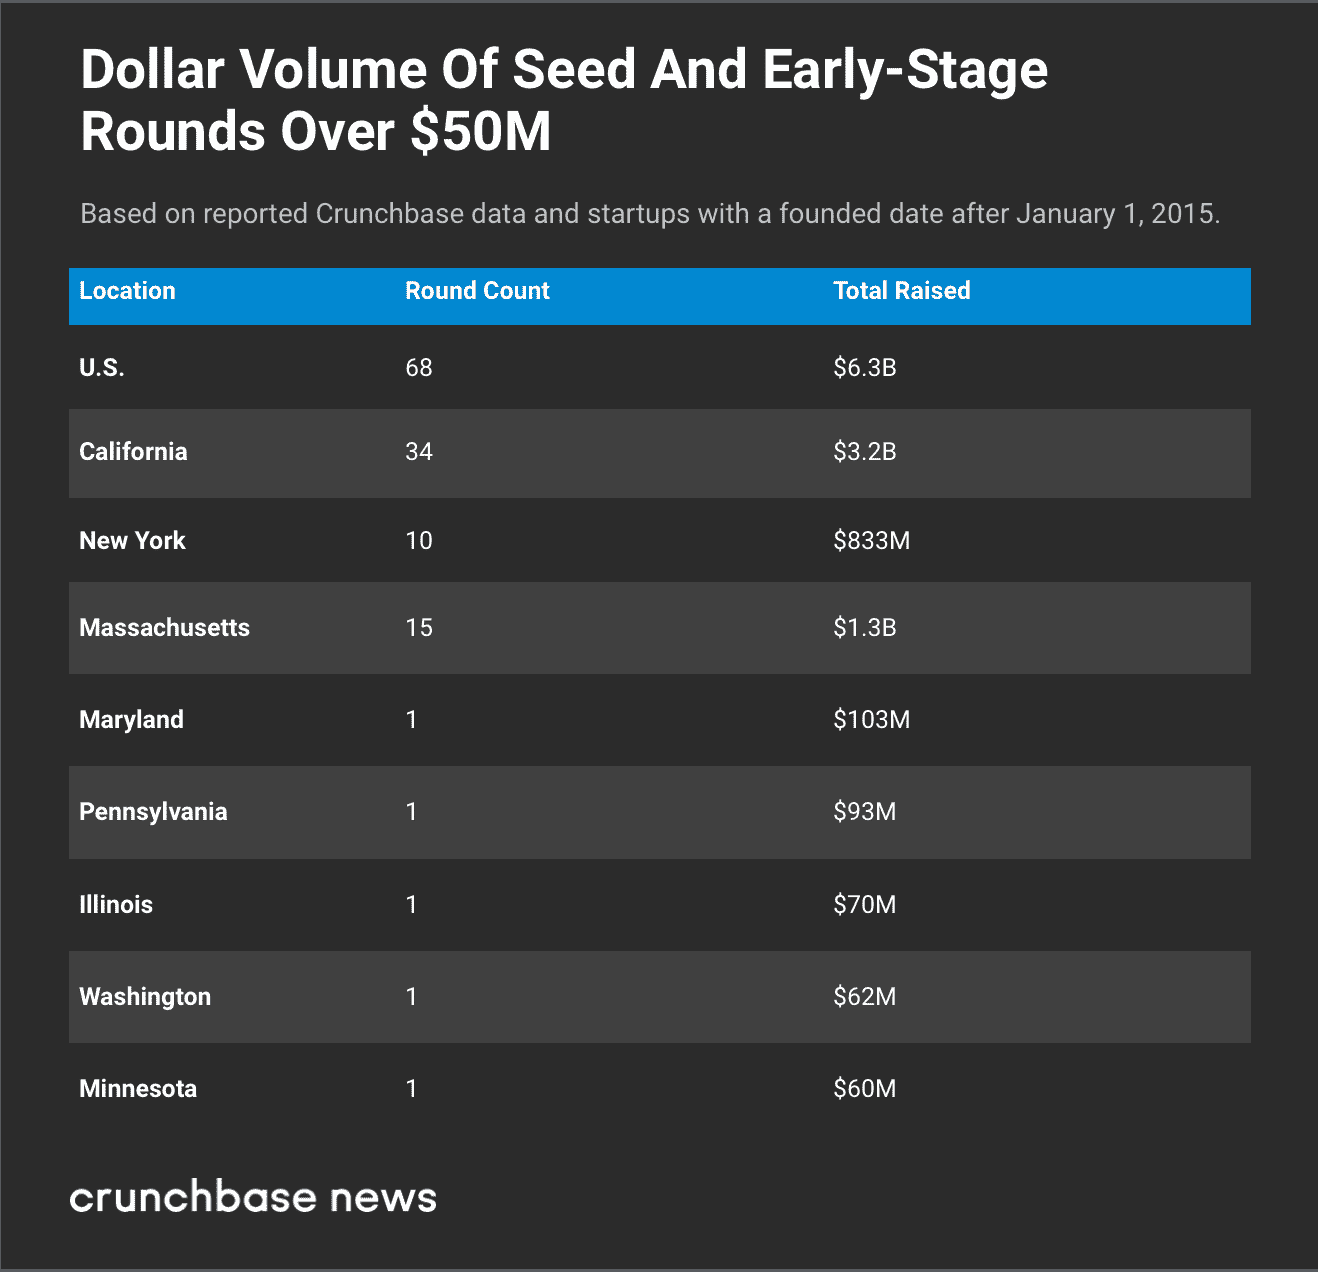 Dollar Volume Of Seed And Early-Stage
Rounds Over $50M
Based on reported Crunchbase data and startups with a founded date after January 1, 2015.
Location Round Count Total Raised
U.S. 68 $6.3B
California 34 $3.2B
New York 10 $833M
Massachusetts 15 $1.3B
Maryland 1 $103M
Pennsylvania 1 $93M
Illinois 1 $70M
Washington 1 $62M
Minnesota 1 $60M
crunchbase news